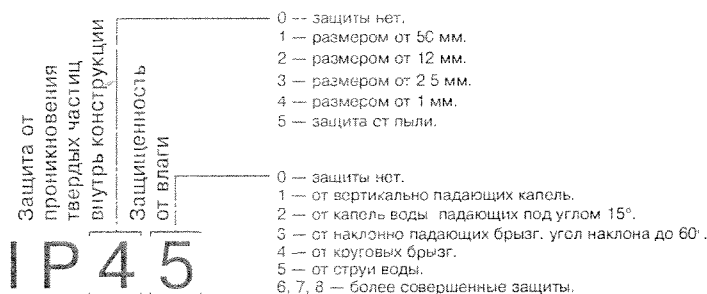 0 -- защиты нет.
1 — размером от 50 мм.
2 — размером от 12 мм.
3 — размером от 2 5 мм.
4 — размером от 1 мм.
5 — защита от пыли.
Защита от
проникновения
твердых частиц
внутрь конструкции
Защищенность
от влаги
0 — защиты нет.
1 — от вертикально падающих капель.
2 — от капель воды падающих под углом 15°.
3 — от наклонно падающих брызг. угол наклона до 60°.
4 — от круговых брызг.
5 — от струи воды.
6, 7, 8 — более совершенные защиты.
IP45